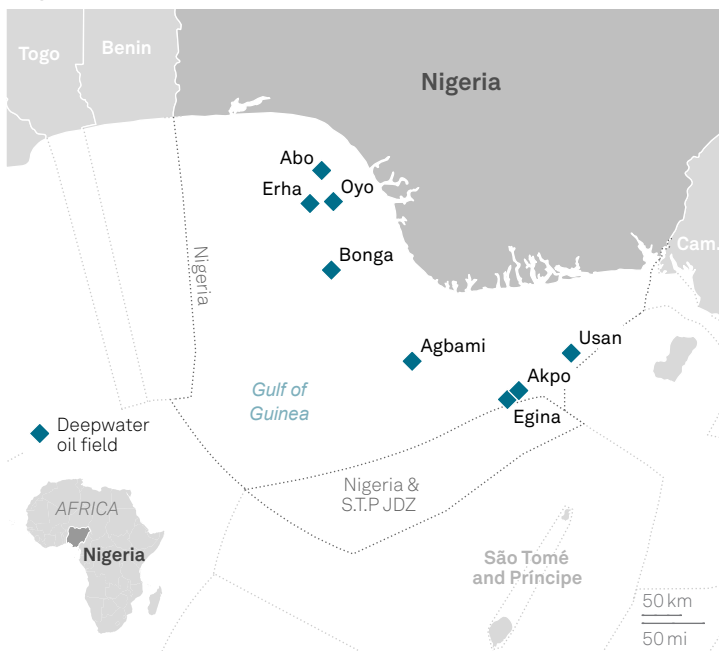 Togo
Benin
Nigeria
Abo
Erha
Oyo
Nigeria
Cam.
Bonga
Usan
Agbami
Akpo
Gulf of
Guinea
Egina
Deepwater
oil field
Nigeria &
S.T.P JDZ
AFRICA
Nigeria
São Tomé
and Príncipe
50 km
50 mi